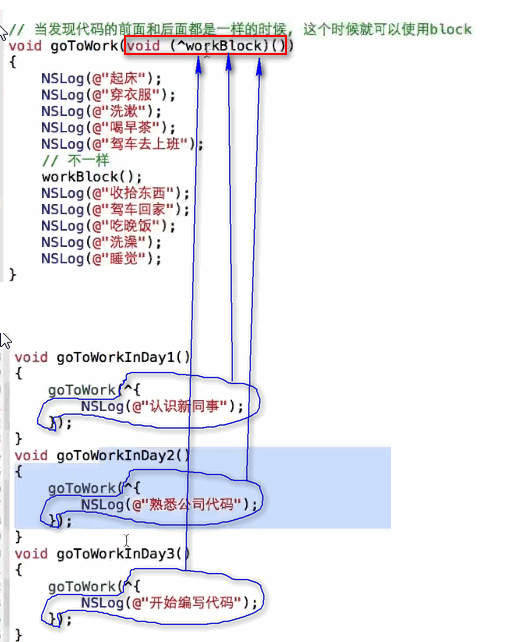 // 当发现代码的前面和后面都是一样的时候, 这个时候就可以使用block
void goToWork(void (^workBlock)())
{
NSLog(@"起床");
NSLog(@"穿衣服");
NSLog(@"洗漱");
NSLog(@"喝早茶");
NSLog(@"驾车去上班");
// 不一样
workBlock();
NSLog(@"收拾东西");
NSLog(@"驾车回家");
NSLog(@"吃晚饭");
NSLog(@"洗澡");
NSLog(@"睡觉");
}
void goToWorkInDay1()
{
goToWork(^{
NSLog(@"认识新同事");
});
}
void goToWorkInDay2()
{
goToWork(^{
NSLog(@"熟悉公司代码");
});
}
void goToWorkInDay3()
{
goToWork(^{
NSLog(@"开始编写代码");
});
}